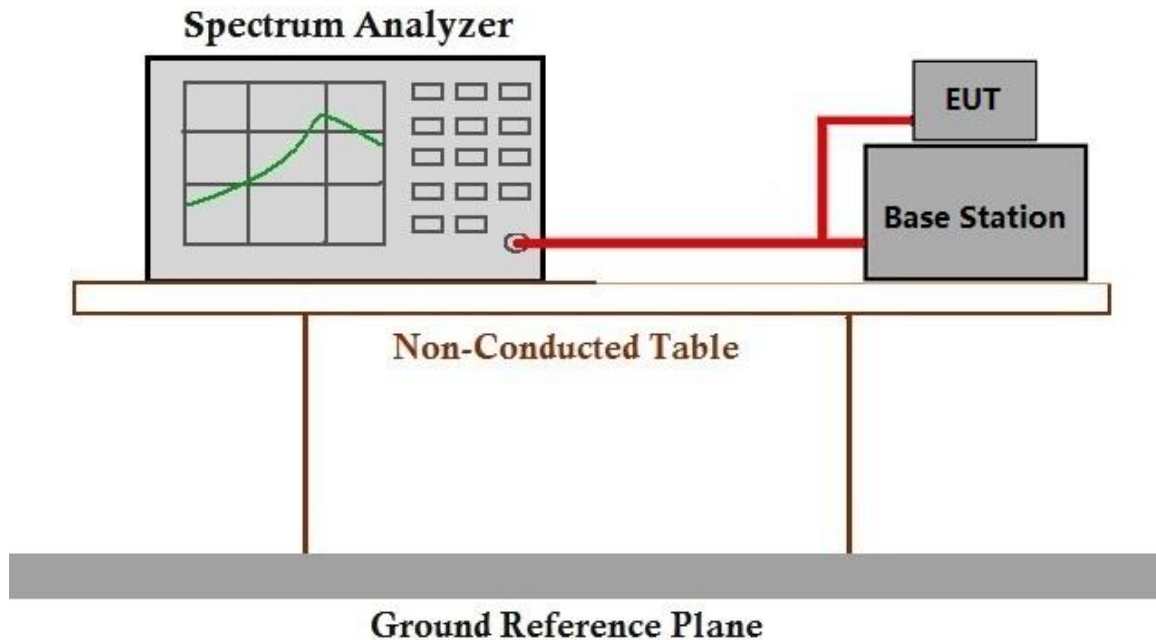 Spectrum Analyzer
EUT
Base Station
Non-Conducted Table
Ground Reference Plane